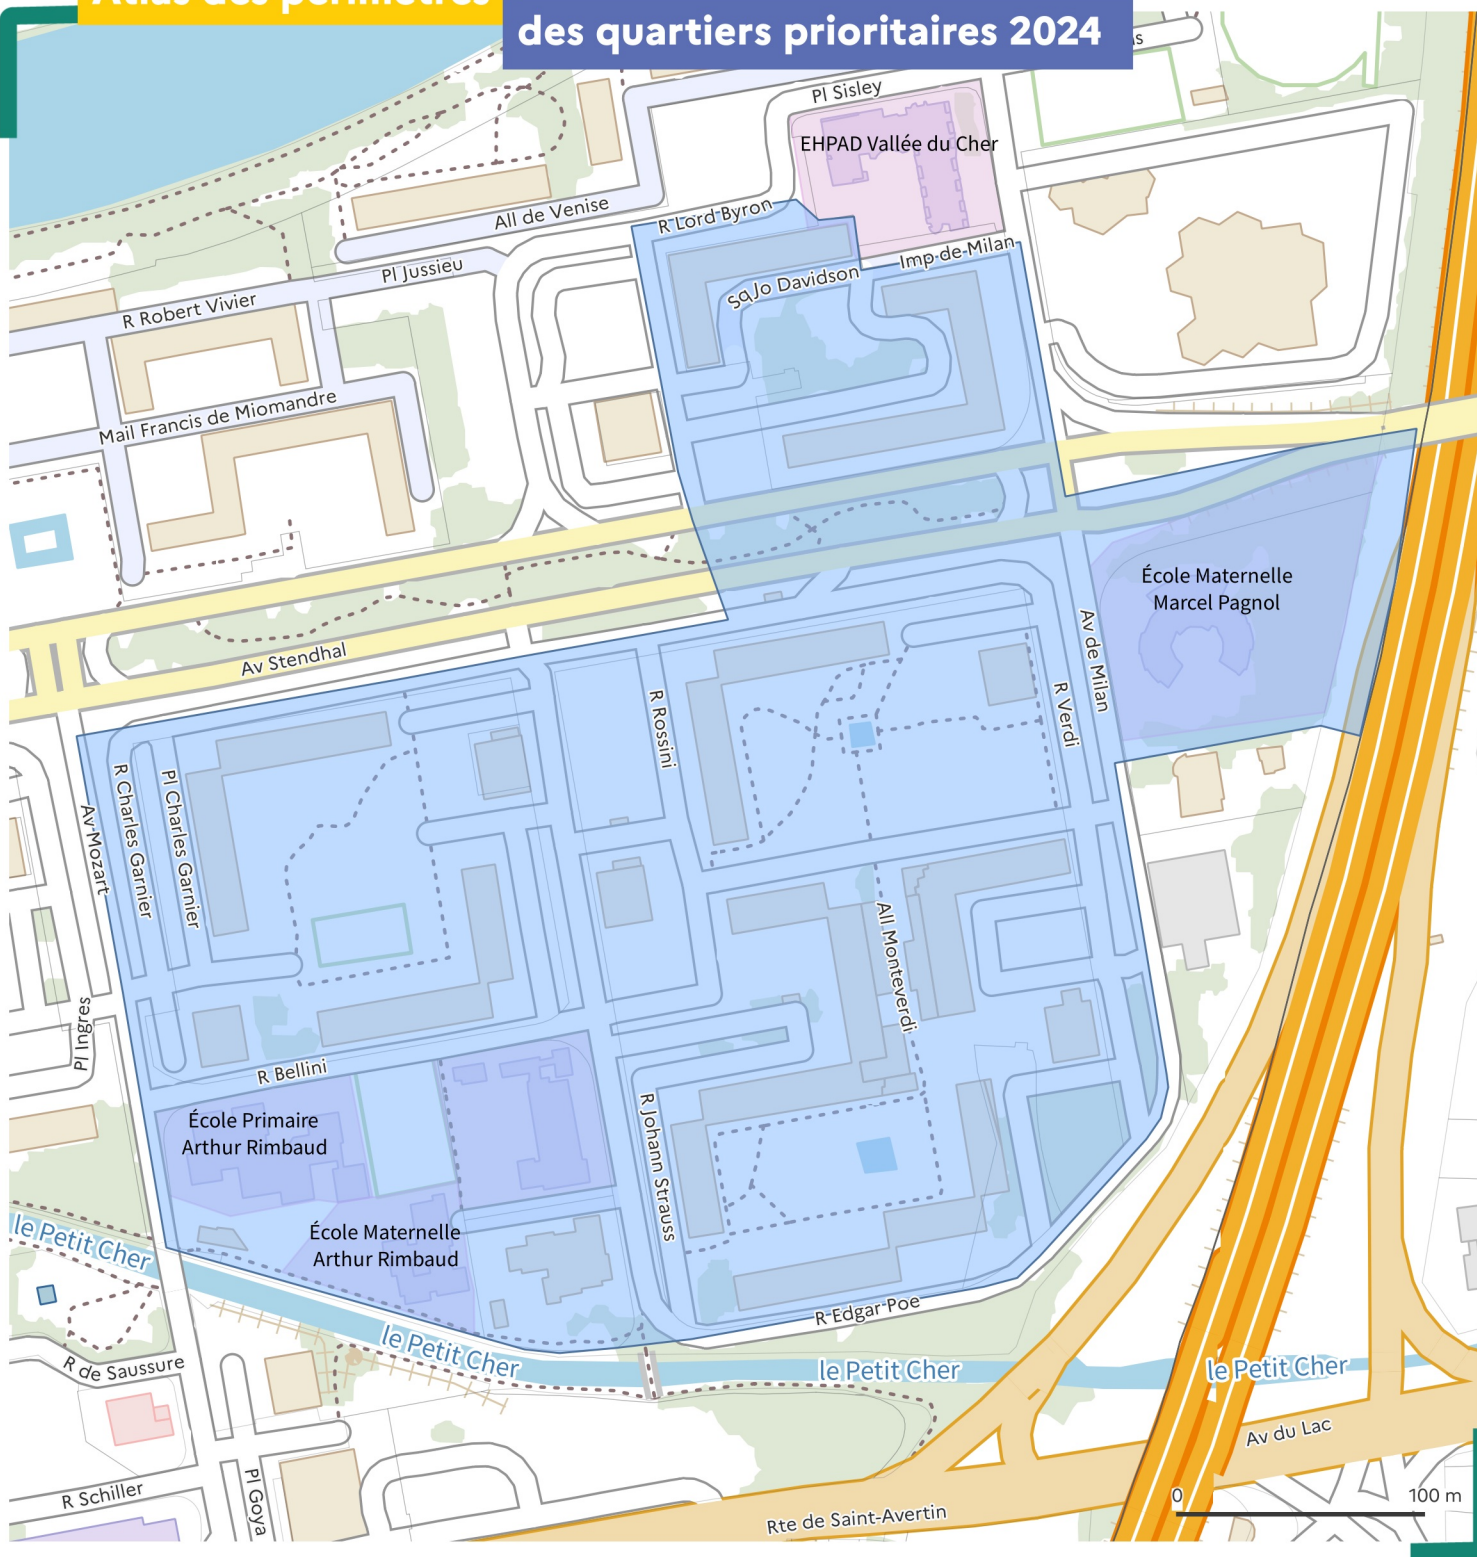 Atlas des périmètres
des quartiers prioritaires 2024
Pl Sisley
EHPAD Vallée du Cher
All de Venise
R Lord Byron
Pl Jussieu
Imp de Milan
Sq Jo Davidson
R Robert Vivier
Mail Francis de Miomandre
École Maternelle
Marcel Pagnol
Av Stendhal
Av de Milan
R Rossini
R Verdi
R Charles Garnier
Pl Charles Garnier
Av Mozart
All Monteverdi
Pl Ingres
R Bellini
École Primaire
Arthur Rimbaud
R Johann Strauss
École Maternelle
Arthur Rimbaud
le Petit Cher
R Edgar Poe
le Petit Cher
le Petit Cher
le Petit Cher
R de Saussure
Av du Lac
R Schiller
Pl Goya
Rte de Saint-Avertin
0
100 m